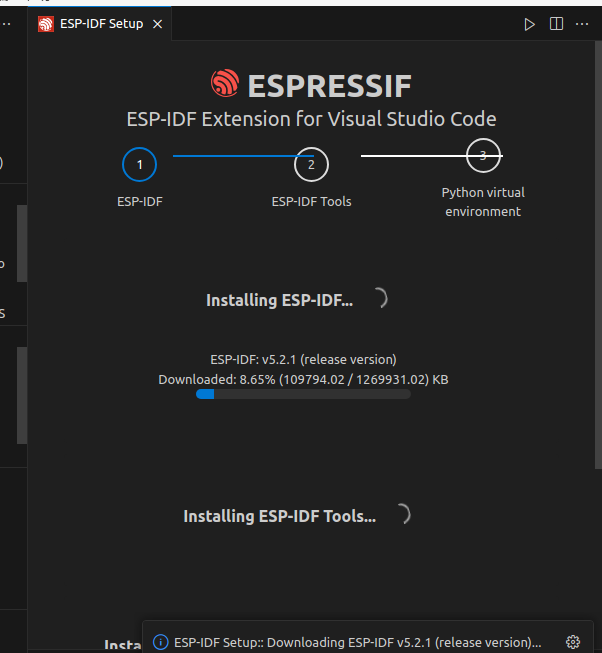 ESP-IDF Setup
ESPRESSIF
ESP-IDF Extension for Visual Studio Code
1
2
3
ESP-IDF
ESP-IDF Tools
Python virtual
environment
Installing ESP-IDF...
ESP-IDF: v5.2.1 (release version)
Downloaded: 8.65% (109794.02 / 1269931.02) KB
Installing ESP-IDF Tools...
Insta
ESP-IDF Setup:: Downloading ESP-IDF v5.2.1 (release version)...